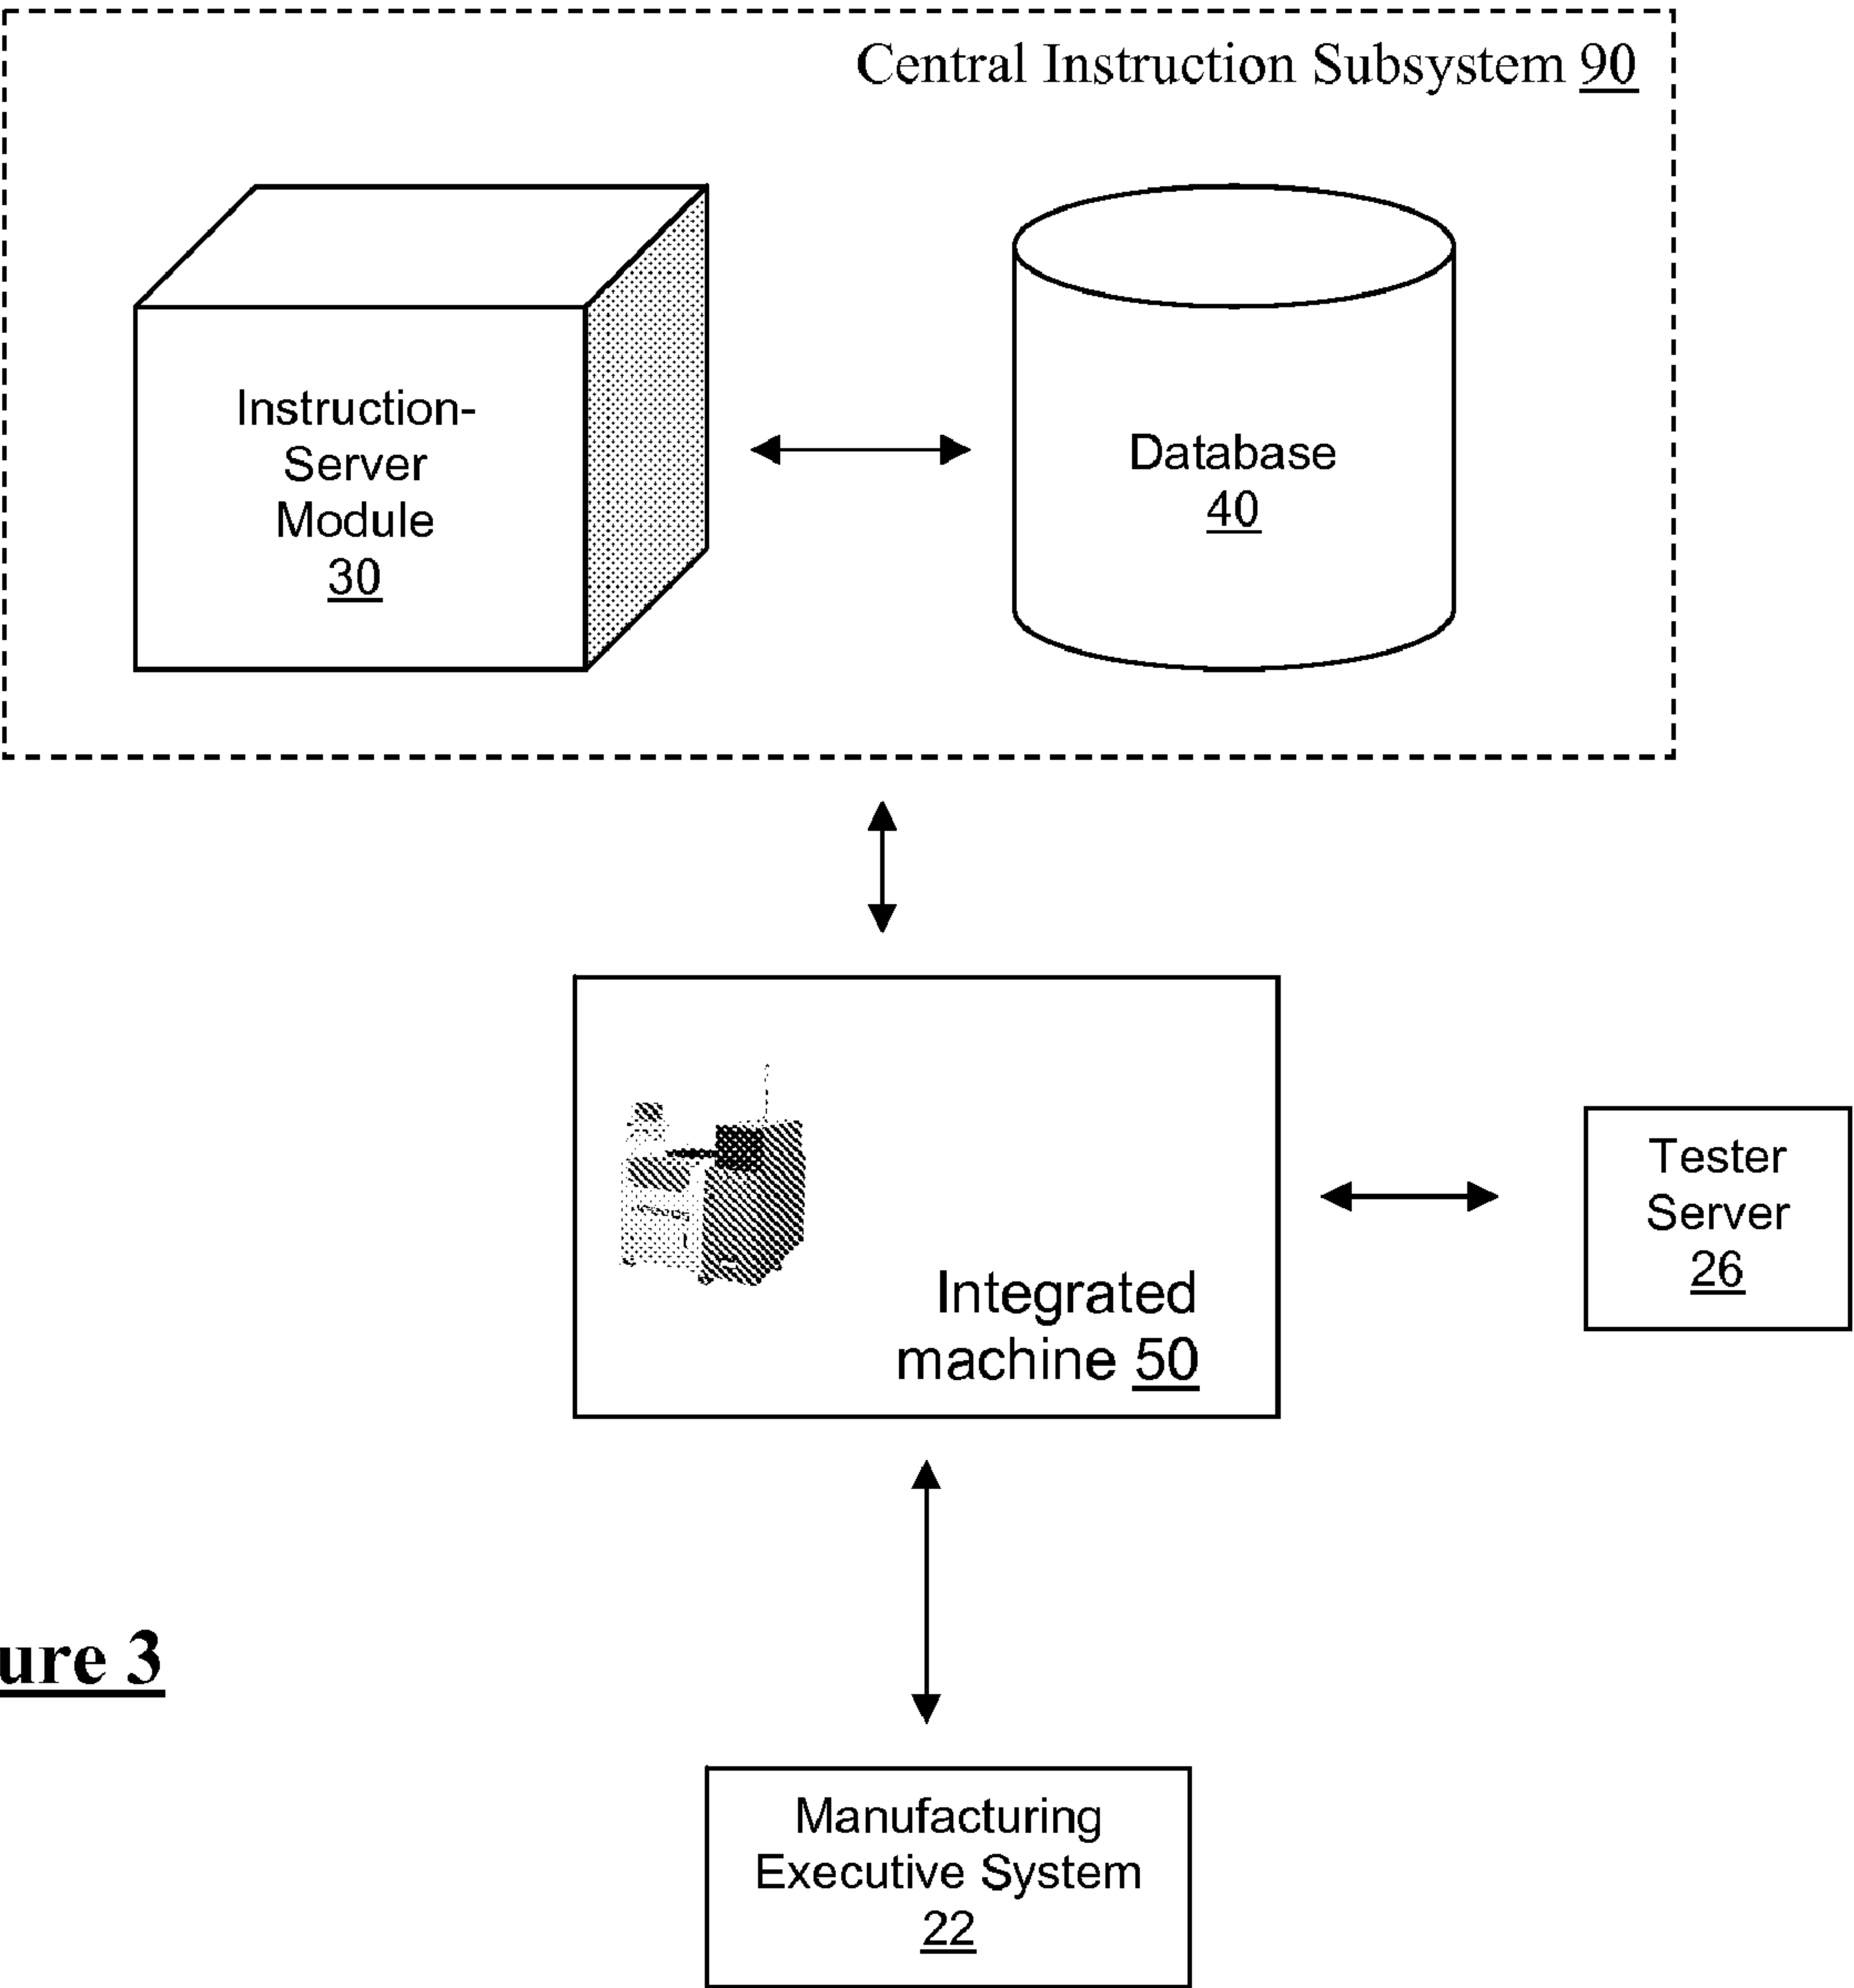 Central Instruction Subsystem 90
Instruction-
Server
Module
30
Database
40
Tester
Server
26
Integrated
machine 50
ure 3
Manufacturing
Executive System
22